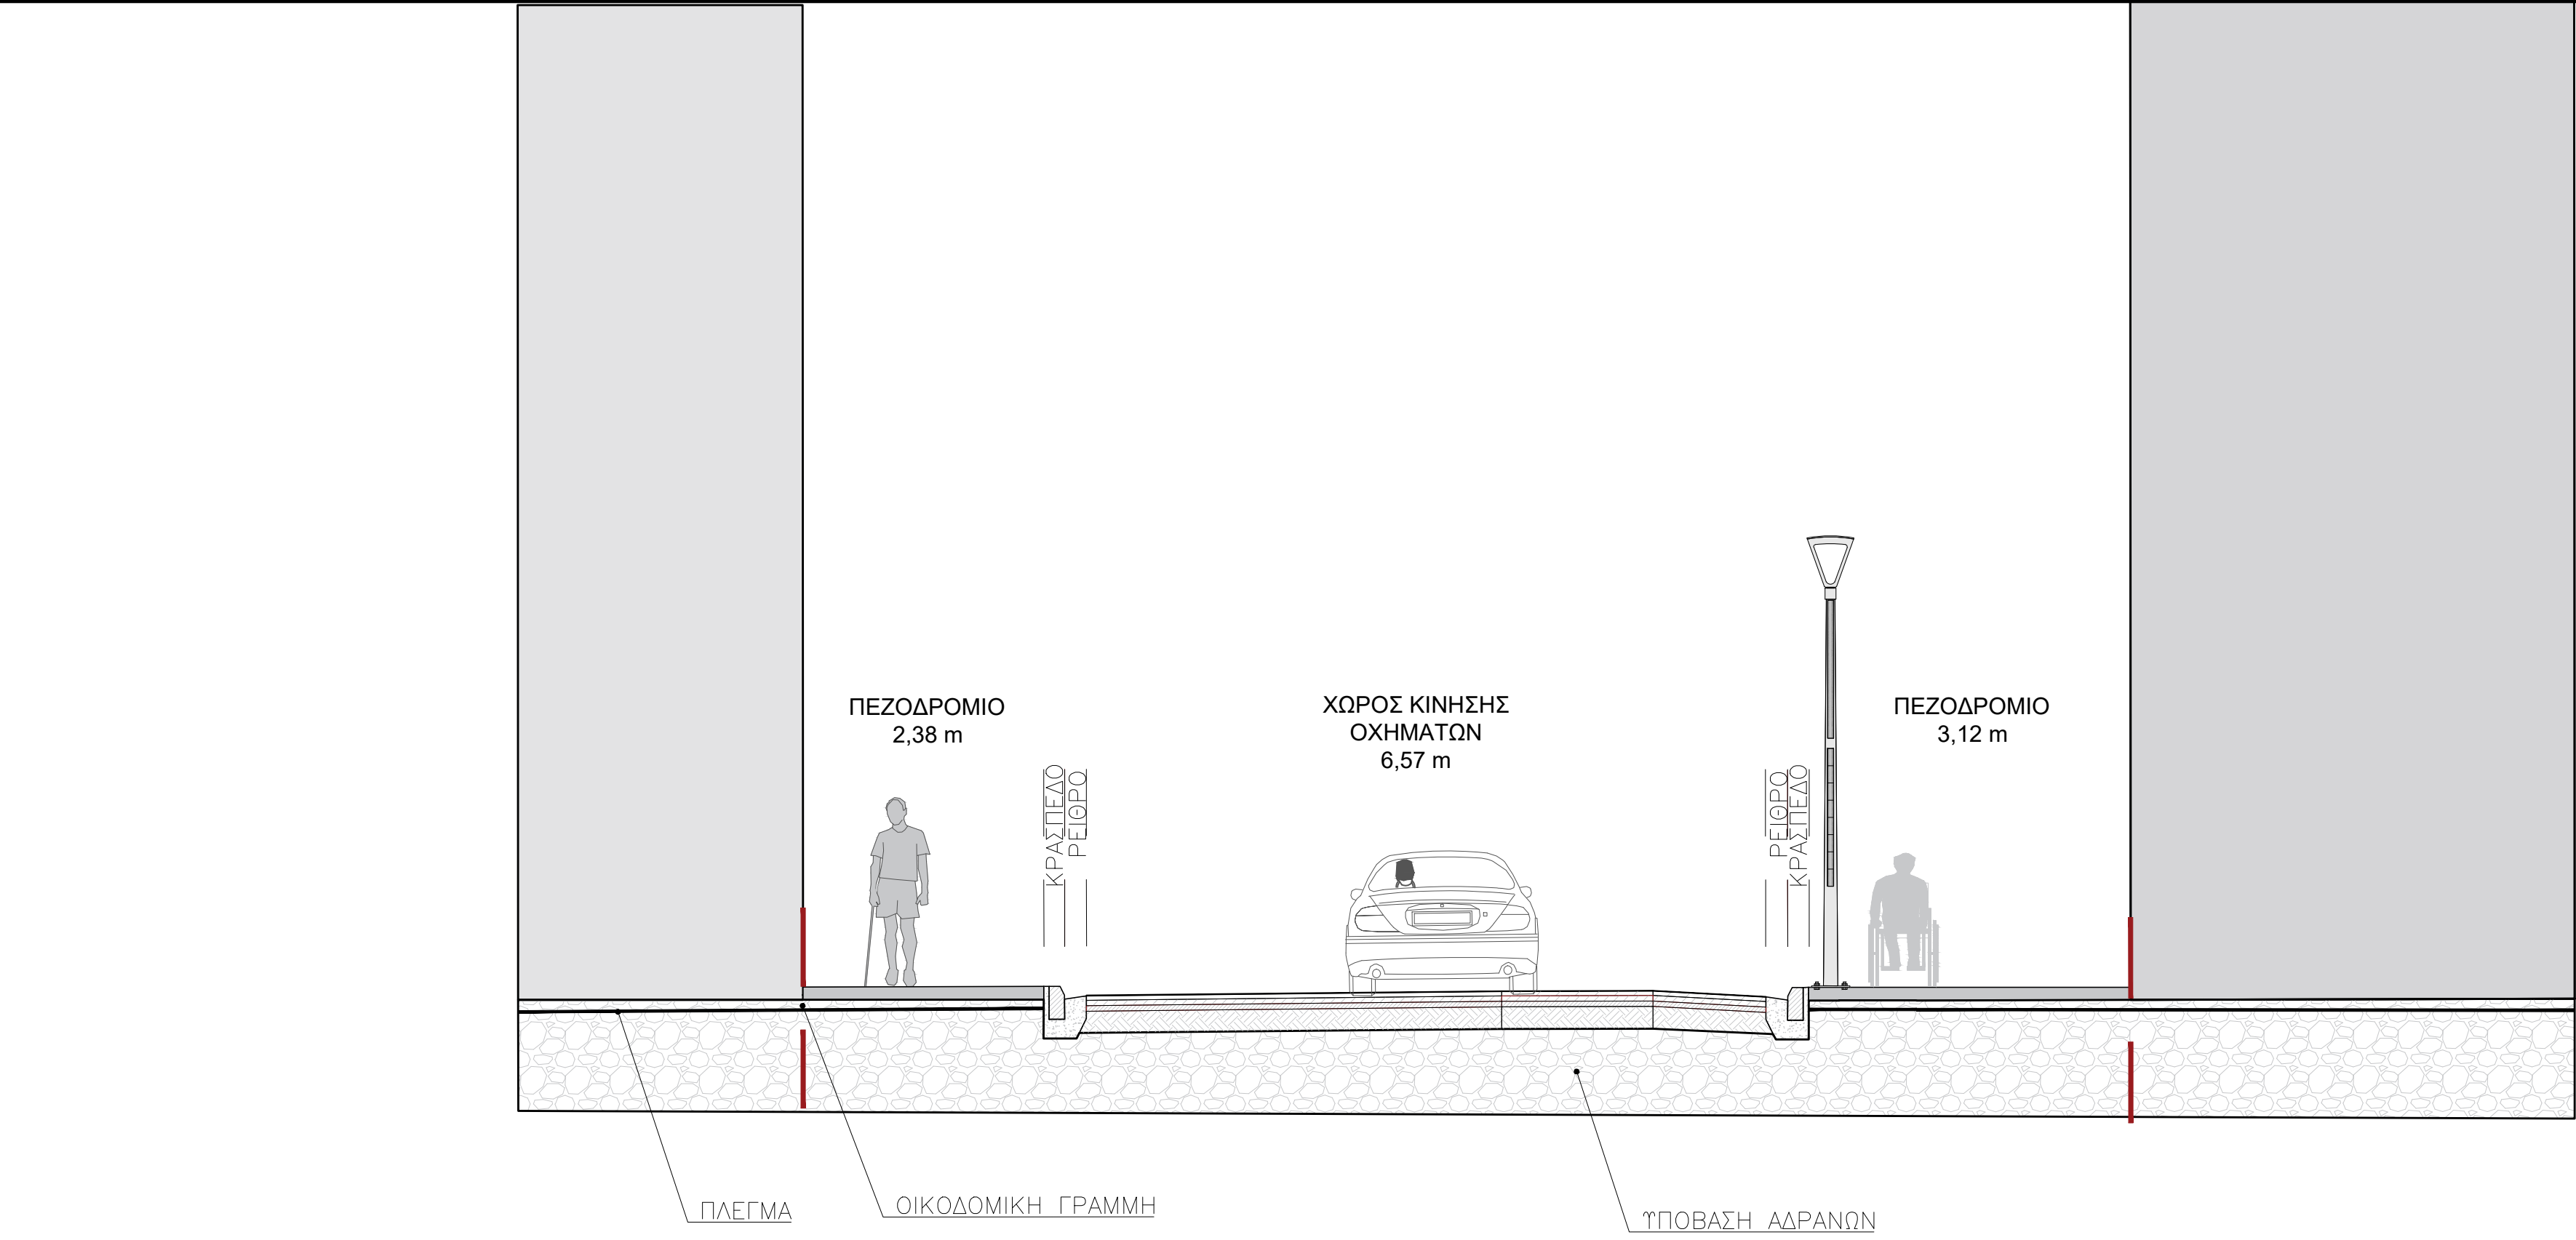 ΠΕΖΟΔΡΟΜΙΟ
2,38 m
ΧΩΡΟΣ ΚΙΝΗΣΗΣ
ΟΧΗΜΑΤΩΝ
6,57 m
ΠΕΖΟΔΡΟΜΙΟ
3,12 m
ΚΡΑΣΠΕΔΟ
ΡΕΙΘΡΟ
ΡΕΙΘΡΟ
ΚΡΑΣΠΕΔΟ
ΠΛΕΓΜΑ
ΟΙΚΟΔΟΜΙΚΗ ΓΡΑΜΜΗ
ΥΠΟΒΑΣΗ ΑΔΡΑΝΩΝ